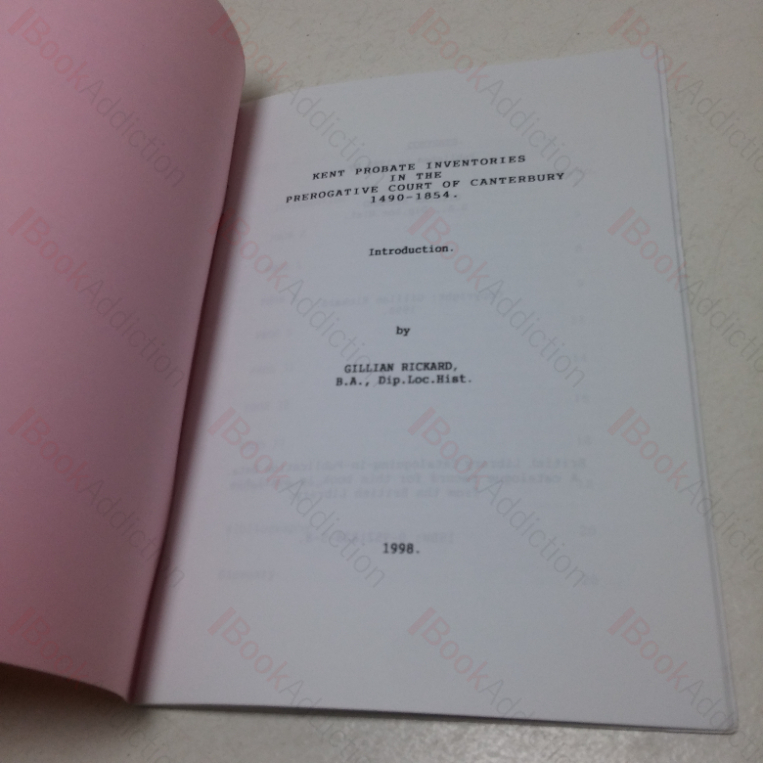 KENT PROBATE INVENTORIES
IN THE
PREROGATIVE COURT OF CANTERBURY
1490-1854.
Introduction.
by
GILLIAN RICKARD,
B.A., Dip.Loc.Hist.
1998.
BookAddiction